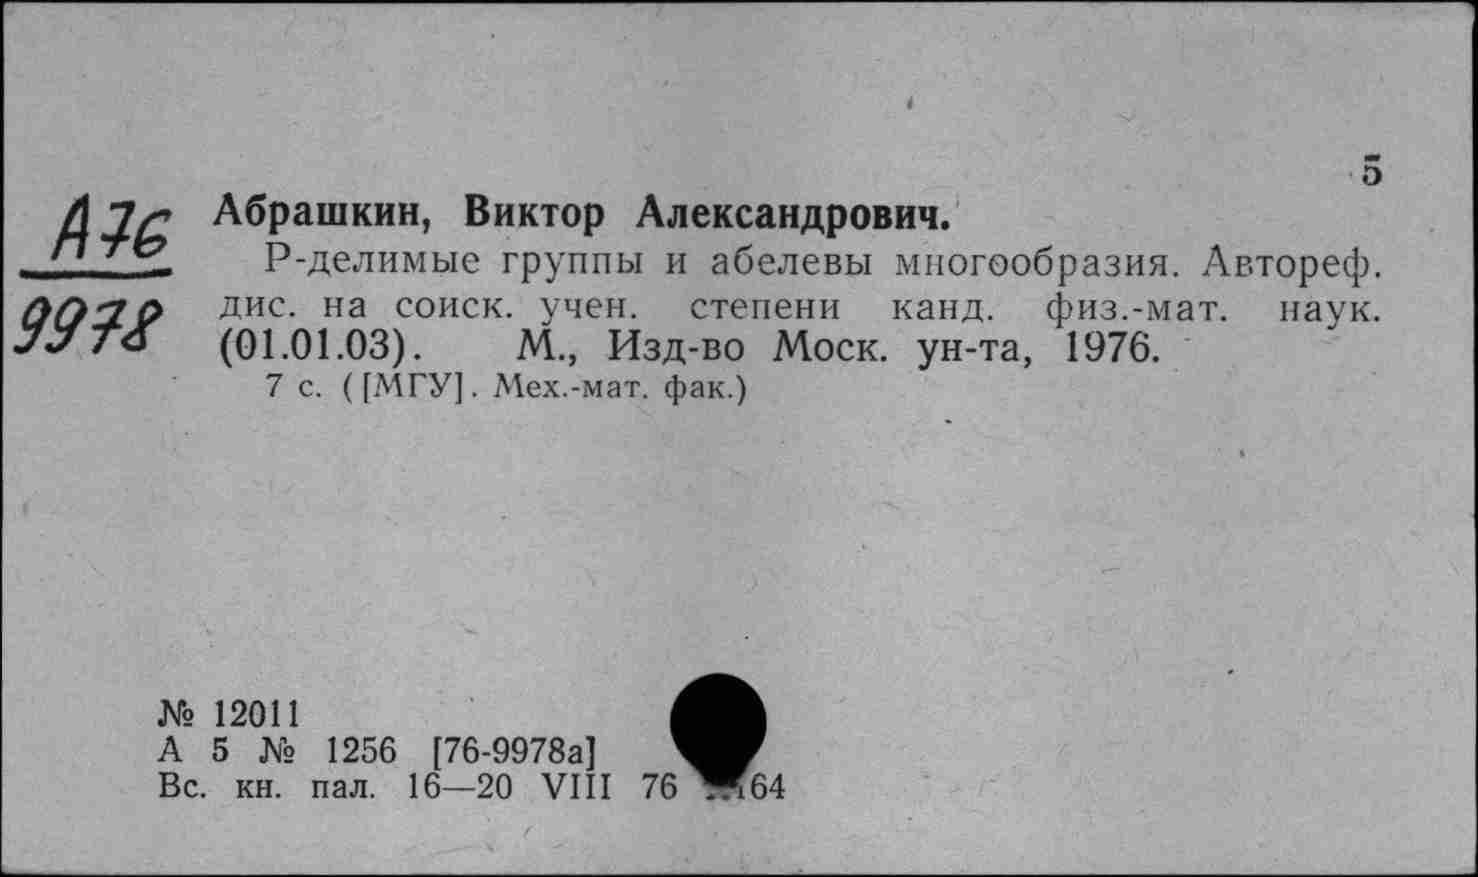 5
А76
9978
Абрашкин, Виктор Александрович.
Р-делимые группы и абелевы многообразия. Автореф.
дис. на соиск. учен. степени канд. физ.-мат. наук.
(01.01.03). М., Изд-во Моск. ун-та, 1976.
7 с. ([МГУ]. Мех.-мат. фак.)
№ 12011
А 5 № 1256 [76-9978а]
Вс. кн. пал. 16—20 VIII 76 64